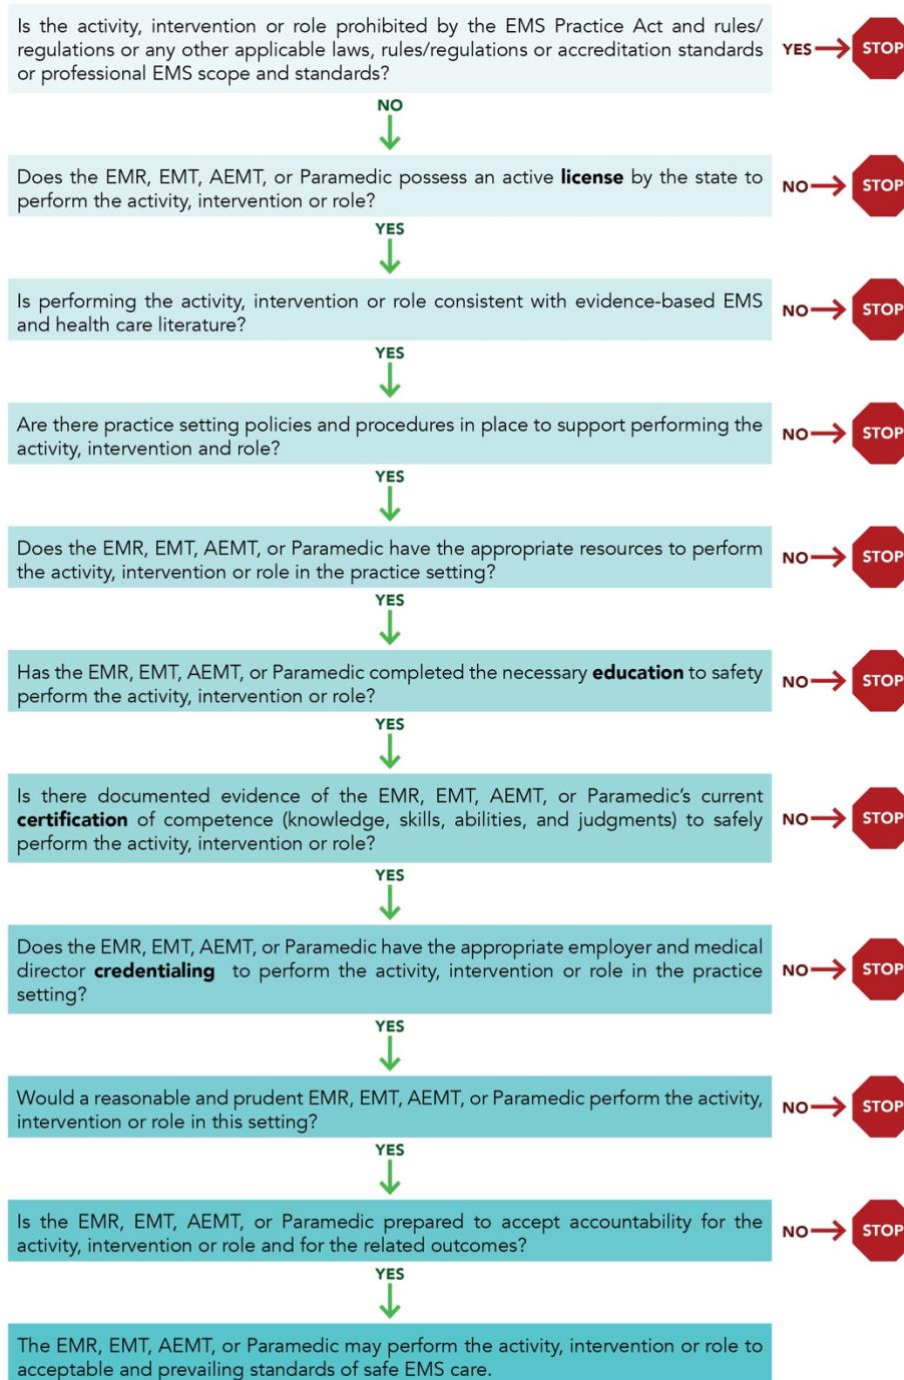 Is the activity, intervention or role prohibited by the EMS Practice Act and rules/
regulations or any other applicable laws, rules/regulations or accreditation standards
or professional EMS scope and standards?
YES
STOP
NO
Does the EMR, EMT, AEMT, or Paramedic possess an active license by the state to
perform the activity, intervention or role?
NO
STOP
YES
Is performing the activity, intervention or role consistent with evidence-based EMS
and health care literature?
NO
STOP
YES
Are there practice setting policies and procedures in place to support performing the
activity, intervention and role?
NO
STOP
YES
Does the EMR, EMT, AEMT, or Paramedic have the appropriate resources to perform
the activity, intervention or role in the practice setting?
NO
STOP
YES
Has the EMR, EMT, AEMT, or Paramedic completed the necessary education to safety
perform the activity, intervention or role?
NO
STOP
YES
Is there documented evidence of the EMR, EMT, AEMT, or Paramedic's current
certification of competence (knowledge, skills, abilities, and judgments) to safely
perform the activity, intervention or role?
NO
STOP
YES
Does the EMR, EMT, AEMT, or Paramedic have the appropriate employer and medical
director credentialing to perform the activity, intervention or role in the practice
setting?
NO
STOP
YES
Would a reasonable and prudent EMR, EMT, AEMT, or Paramedic perform the activity,
intervention or role in this setting?
NO
STOP
YES
Is the EMR, EMT, AEMT, or Paramedic prepared to accept accountability for the
activity, intervention or role and for the related outcomes?
NO
STOP
YES
The EMR, EMT, AEMT, or Paramedic may perform the activity, intervention or role to
acceptable and prevailing standards of safe EMS care.